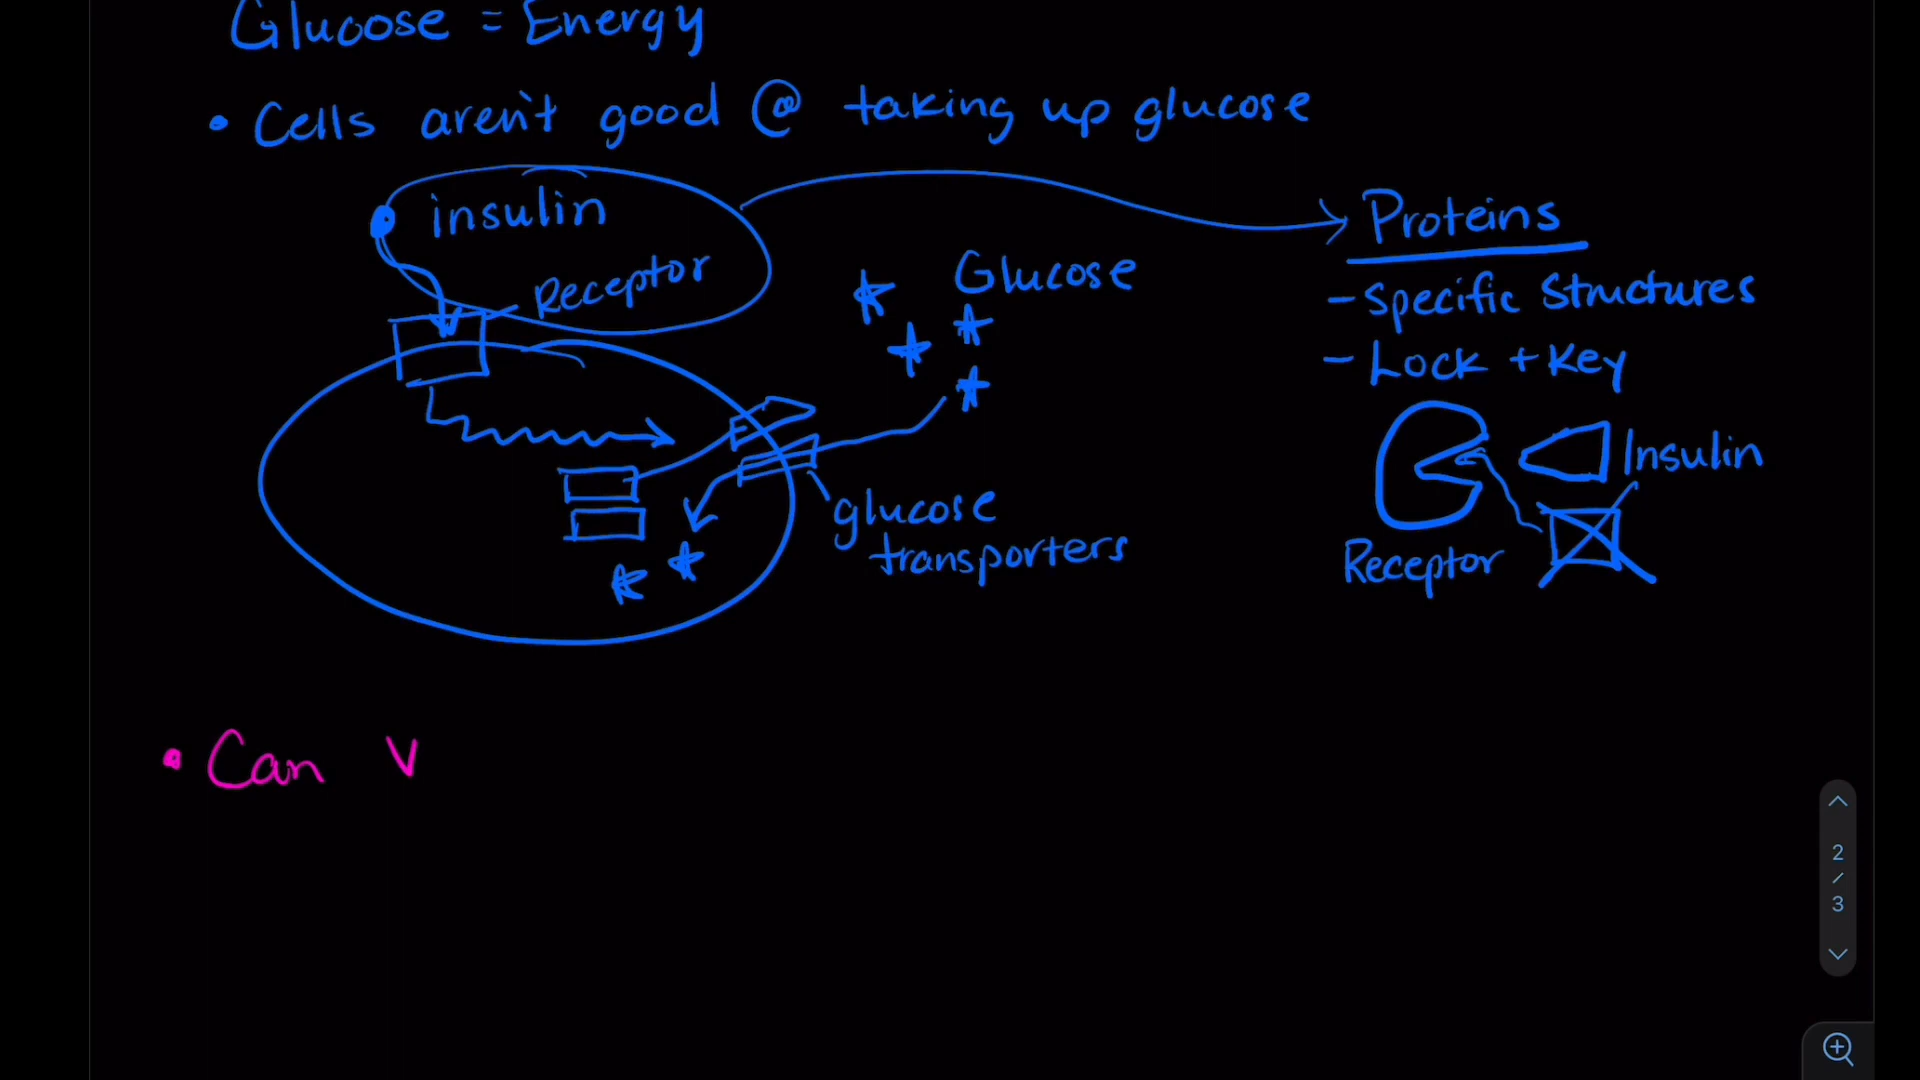 Glucose = Energy
• Cells aren't good @ taking up glucose
insulin
Receptor
Glucose
Proteins
- Specific Structures
- Lock + Key
Insulin
Receptor
glucose
transporters
• Can V
2
/
3